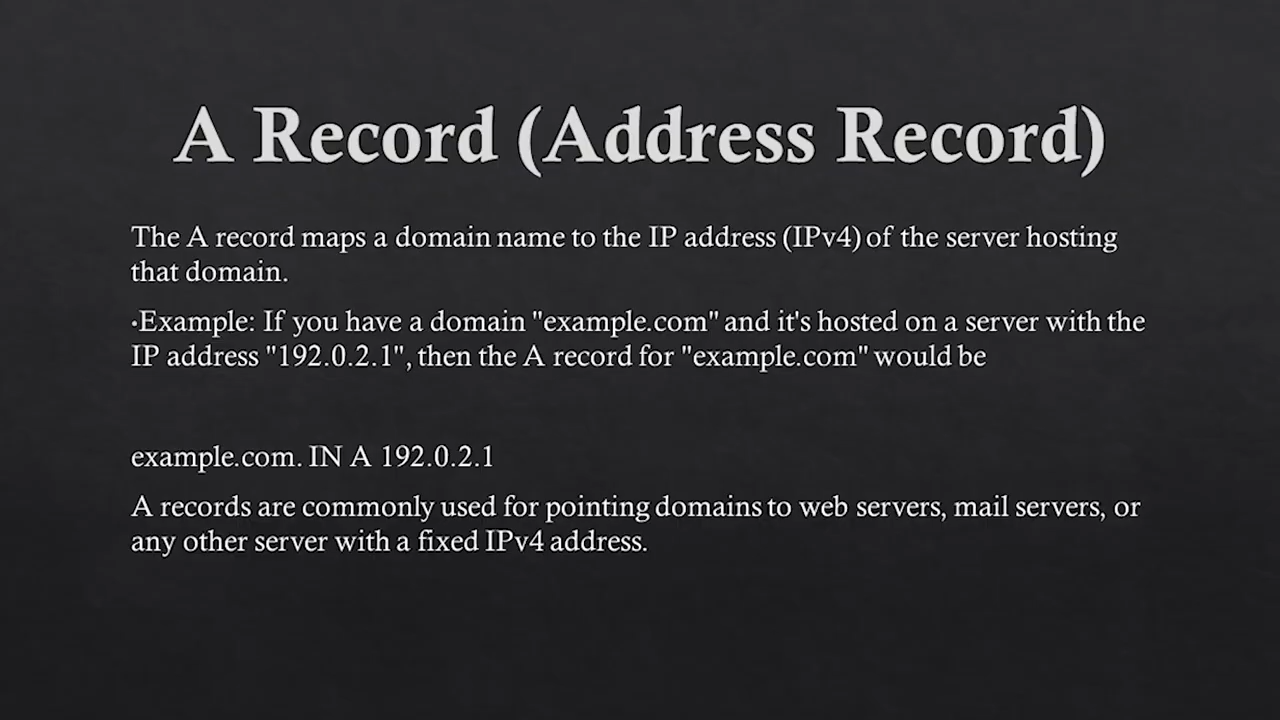 A Record (Address Record)
The A record maps a domain name to the IP address (IPv4) of the server hosting
that domain.
•Example: If you have a domain "example.com" and it's hosted on a server with the
IP address "192.0.2.1", then the A record for "example.com" would be
example.com. IN A 192.0.2.1
A records are commonly used for pointing domains to web servers, mail servers, or
any other server with a fixed IPv4 address.